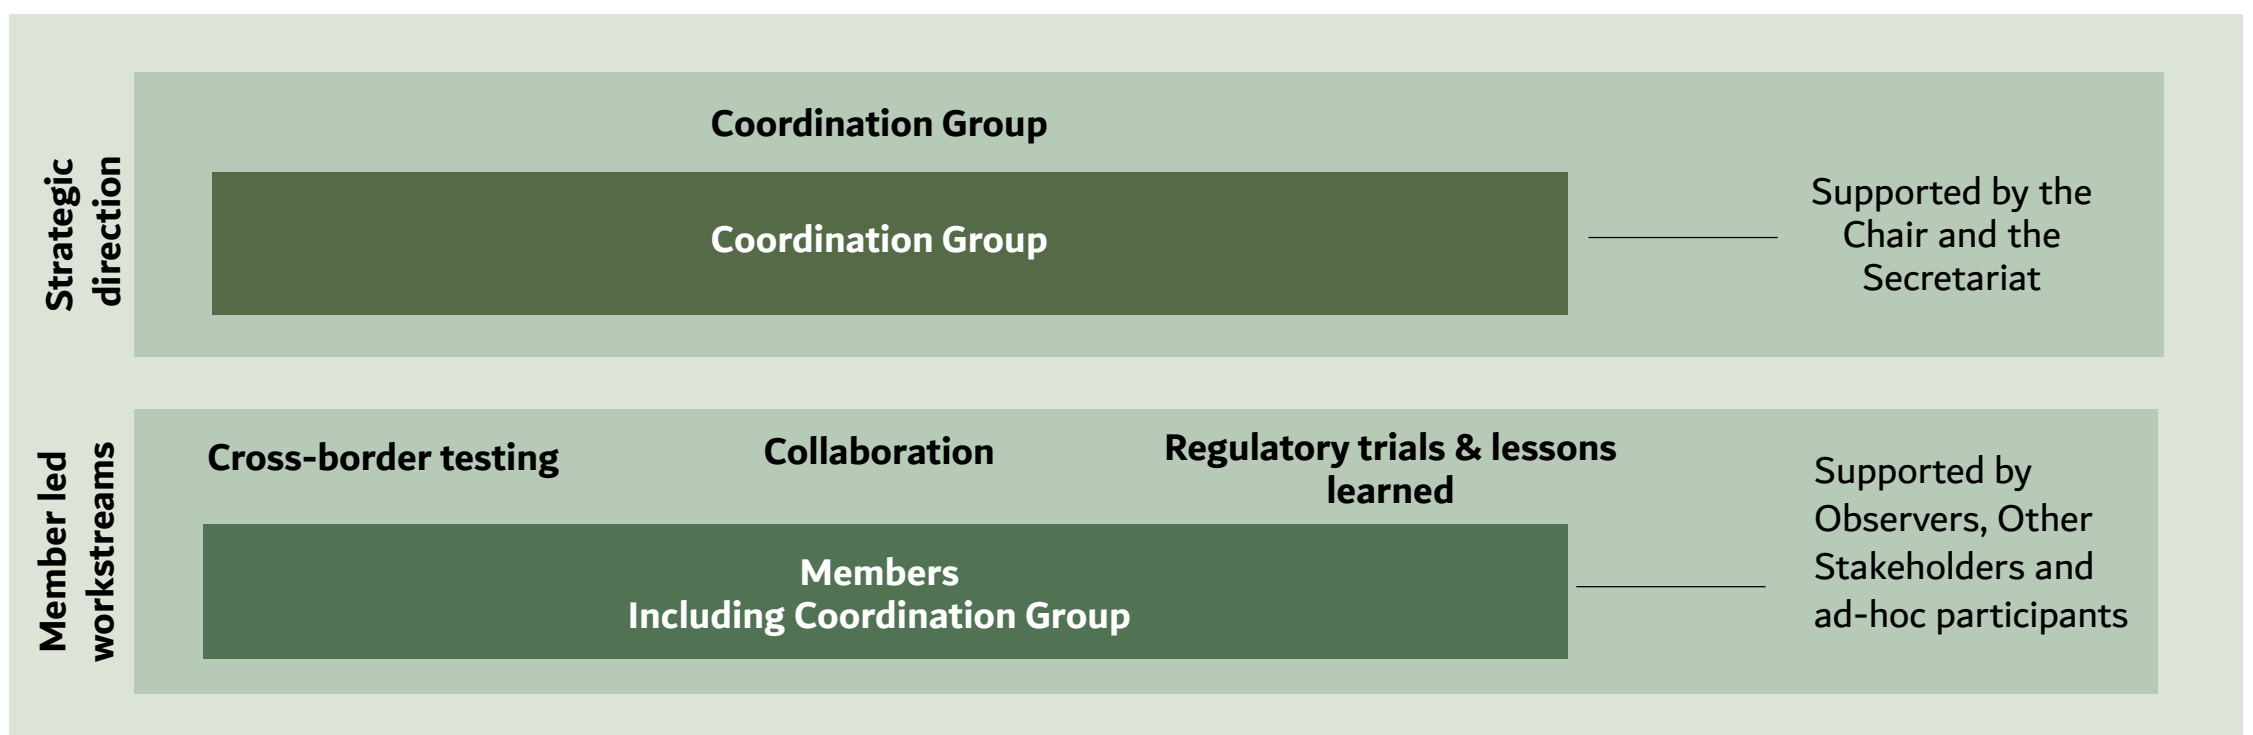 Strategic
direction
Coordination Group
Coordination Group
Supported by the
Chair and the
Secretariat
Member led
workstreams
Cross-border testing
Collaboration
Regulatory trials & lessons
learned
Members
Including Coordination Group
Supported by
Observers, Other
Stakeholders and
ad-hoc participants